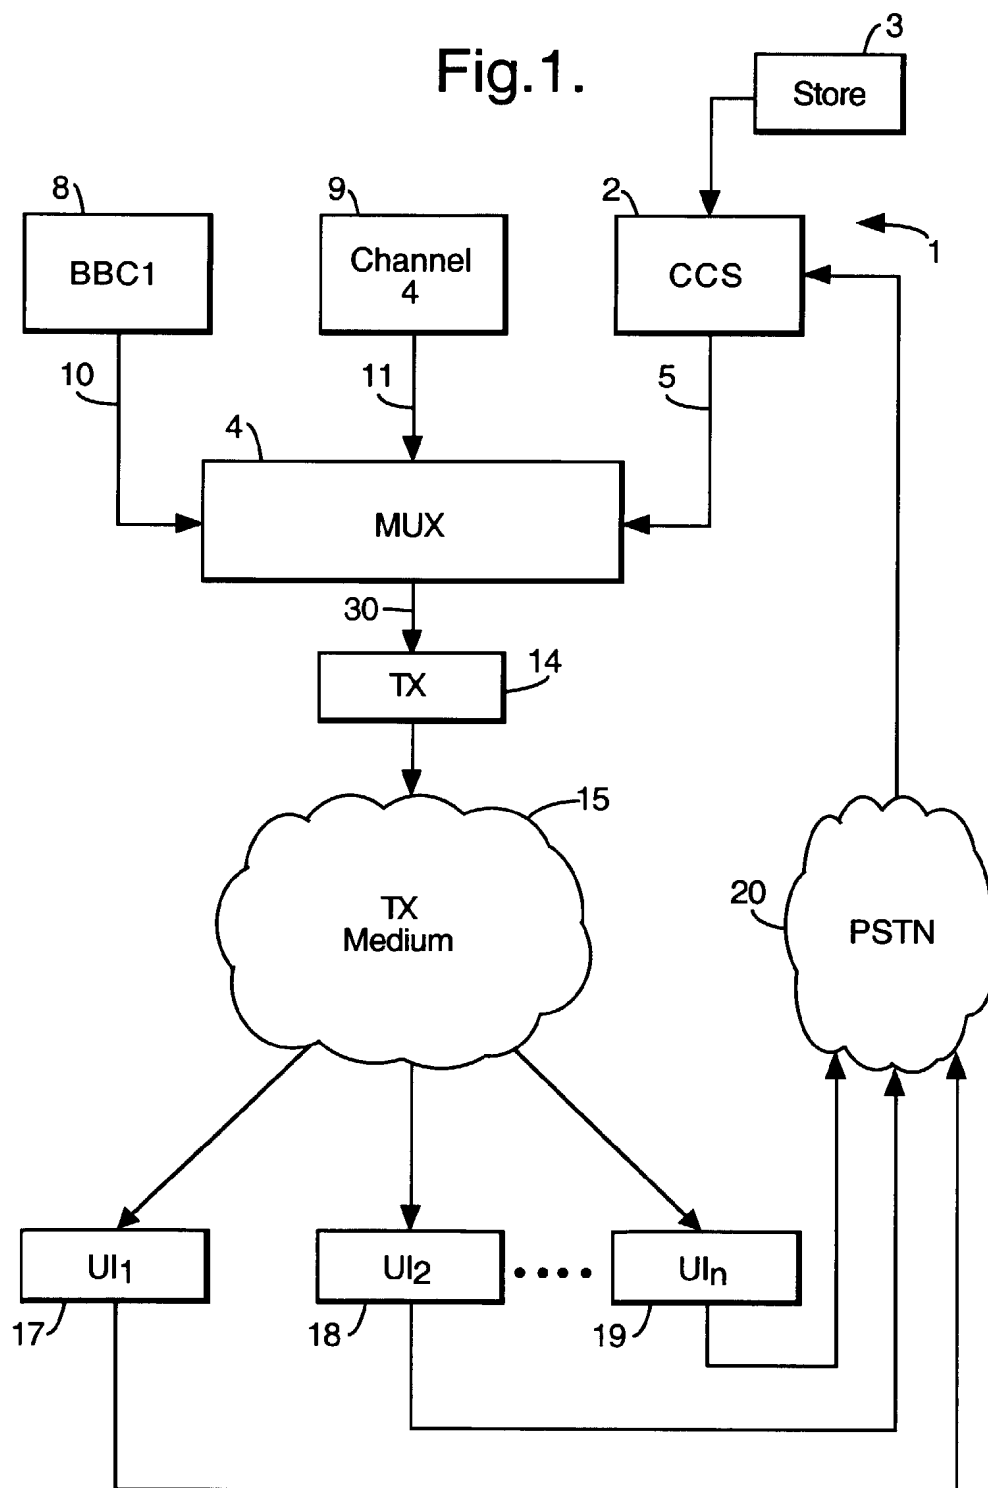 Fig.1.
3
Store
8
BBC1
9
Channel
4
2
CCS
1
10
11
5
4
MUX
30
TX
14
15
TX
Medium
20
PSTN
UI1
UI2
....
UIn
17
18
19